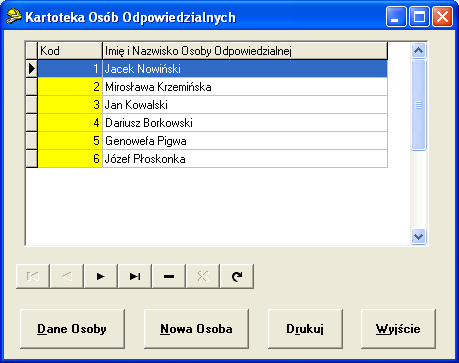 Kartoteka Osób Odpowiedzialnych
Kod Imię i Nazwisko Osoby Odpowiedzialnej
1 Jacek Nowiński
2 Mirosława Krzemińska
3 Jan Kowalski
4 Dariusz Borkowski
5 Genowefa Pigwa
6 Józef Płoskonka
Dane Osoby Nowa Osoba Drukuj Wyjście